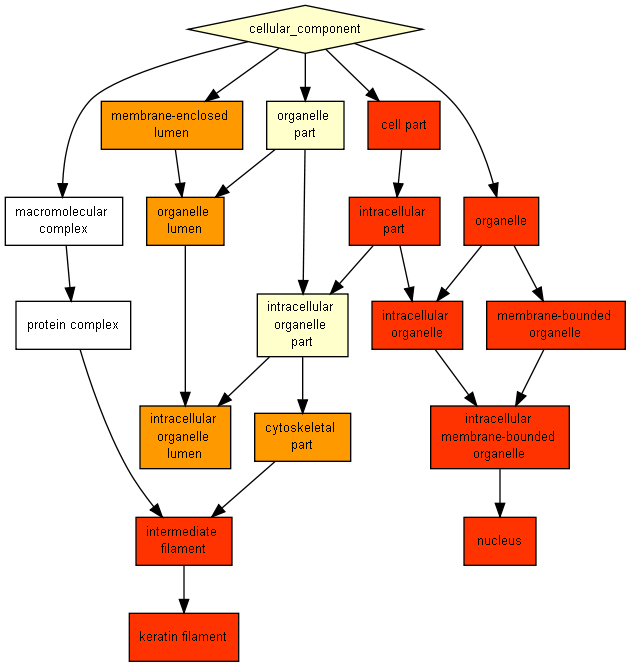 cellular_component
membrane-enclosed
lumen
organelle
part
cell part
macromolecular
complex
organelle
lumen
intracellular
part
organelle
protein complex
intracellular
organelle
part
intracellular
organelle
membrane-bounded
organelle
intracellular
organelle
lumen
cytoskeletal
part
intracellular
membrane-bounded
organelle
intermediate
filament
nucleus
keratin filament